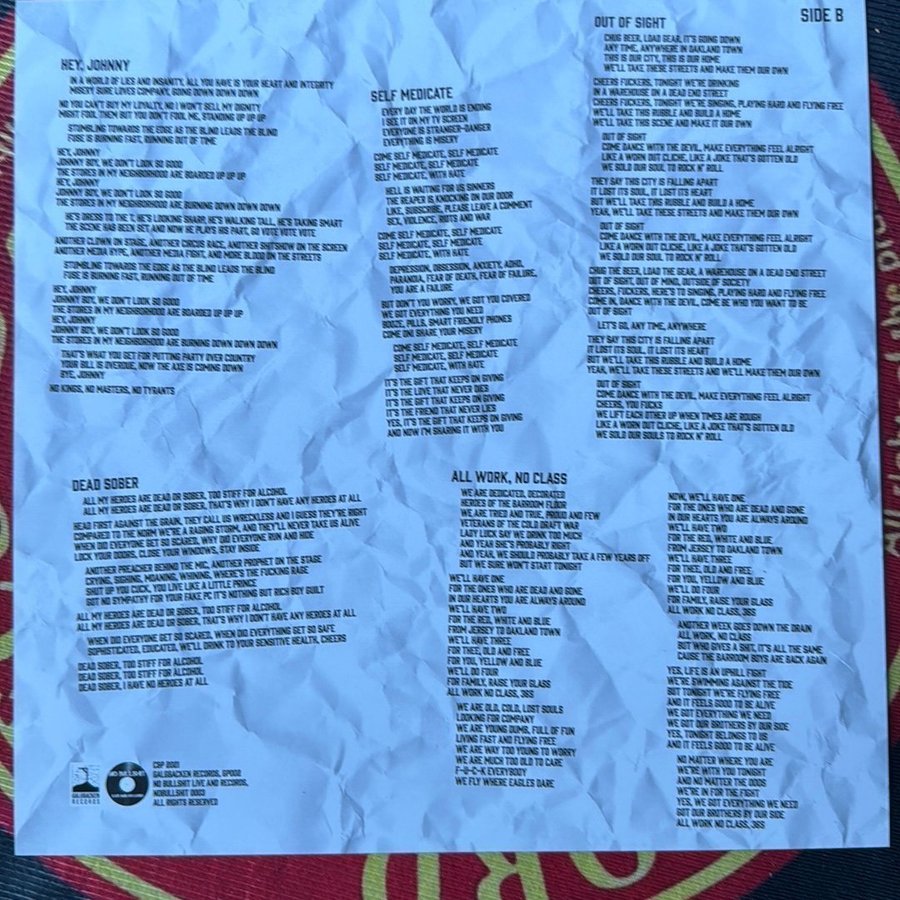 SIDE B
HEY, JOHNNY
IN A WORLD OF LIES AND INSANITY, ALL YOU HAVE IS YOUR HEART AND INTEGRITY
MISERY SURE LOVES COMPANY, GOING DOWN DOWN DOWN
NO YOU CAN'T BUY MY LOYALTY, NO I WON'T SELL MY DIGNITY
MIGHT FOOL THEM BUT YOU DON'T FOOL ME, STANDING UP UP UP
STUMBLING TOWARDS THE EDGE AS THE BLIND LEADS THE BLIND
FUSE IS BURNING FAST, RUNNING OUT OF TIME
HEY, JOHNNY
JOHNNY BOY, WE DON'T LOOK SO GOOD
THE STORES IN MY NEIGHBORHOOD ARE BOARDED UP UP UP
HEY, JOHNNY
JOHNNY BOY, WE DON'T LOOK SO GOOD
THE STORES IN MY NEIGHBORHOOD ARE BURNING DOWN DOWN DOWN
HE'S DRESS TO THE T, HE'S LOOKING SHARP, HE'S WALKING TALL, HE'S TAKING SMART
THE SCENE HAS BEEN SET AND NOW HE PLAYS HIS PART, GO VOTE VOTE VOTE
ANOTHER CLOWN ON STAGE, ANOTHER CIRCUS RACE, ANOTHER SHITSHOW ON THE SCREEN
ANOTHER MEDIA HYPE, ANOTHER MEDIA FIGHT, AND MORE BLOOD ON THE STREETS
STUMBLING TOWARDS THE EDGE AS THE BLIND LEADS THE BLIND
FUSE IS BURNING FAST, RUNNING OUT OF TIME
HEY, JOHNNY
JOHNNY BOY, WE DON'T LOOK SO GOOD
THE STORES IN MY NEIGHBORHOOD ARE BOARDED UP UP UP
HEY, JOHNNY
JOHNNY BOY, WE DON'T LOOK SO GOOD
THE STORES IN MY NEIGHBORHOOD ARE BURNING DOWN DOWN DOWN
THAT'S WHAT YOU GET FOR PUTTING PARTY OVER COUNTRY
YOUR BILL IS OVERDUE, NOW THE AXE IS COMING DOWN
BYE, JOHNNY
NO KINGS, NO MASTERS, NO TYRANTS
SELF MEDICATE
EVERY DAY THE WORLD IS ENDING
I SEE IT ON MY TV SCREEN
EVERYONE IS STRANGER-DANGER
EVERYTHING IS MISERY
COME SELF MEDICATE, SELF MEDICATE
SELF MEDICATE, SELF MEDICATE
SELF MEDICATE, WITH HATE
HELL IS WAITING FOR US SINNERS
THE REAPER IS KNOCKING ON OUR DOOR
LIKE, SUBSCRIBE, PLEASE LEAVE A COMMENT
SEX, VIOLENCE, RIOTS AND WAR
COME SELF MEDICATE, SELF MEDICATE
SELF MEDICATE, SELF MEDICATE
SELF MEDICATE, WITH HATE
DEPRESSION, OBSESSION, ANXIETY, ADHD,
PARANOIA, FEAR OF DEATH, FEAR OF FAILURE,
YOU ARE A FAILURE
BUT DON'T YOU WORRY, WE GOT YOU COVERED
WE GOT EVERYTHING YOU NEED
BOOZE, PILLS, SMART FRIENDLY PHONES
COME ONE SHARE YOUR MISERY
COME SELF MEDICATE, SELF MEDICATE
SELF MEDICATE, SELF MEDICATE
SELF MEDICATE, WITH HATE
IT'S THE GIFT THAT KEEPS ON GIVING
IT'S THE LOVE THAT NEVER DIES
IT'S THE GIFT THAT KEEPS ON GIVING
IT'S THE FRIEND THAT NEVER LIES
YES, IT'S THE GIFT THAT KEEPS ON GIVING
AND NOW I'M SHARING IT WITH YOU
OUT OF SIGHT
CHUG BEER, LOAD GEAR, IT'S GOING DOWN
ANY TIME, ANYWHERE IN OAKLAND TOWN
THIS IS OUR CITY, THIS IS OUR HOME
WE'LL TAKE THESE STREETS AND MAKE THEM OUR OWN
CHEERS FUCKERS, TONIGHT WE'RE DRINKING
IN A WAREHOUSE ON A DEAD END STREET
CHEERS FUCKERS, TONIGHT WE'RE SINGING, PLAYING HARD AND FLYING FREE
WE'LL TAKE THIS RUBBLE AND BUILD A HOME
WE'LL TAKE THIS SCENE AND MAKE IT OUR OWN
OUT OF SIGHT
COME DANCE WITH THE DEVIL, MAKE EVERYTHING FEEL ALRIGHT
LIKE A WORN OUT CLICHE, LIKE A JOKE THAT'S GOTTEN OLD
WE SOLD OUR SOUL TO ROCK N' ROLL
THEY SAY THIS CITY IS FALLING APART
IT LOST ITS SOUL, IT LOST ITS HEART
BUT WE'LL TAKE THIS RUBBLE AND BUILD A HOME
YEAH, WE'LL TAKE THESE STREETS AND MAKE THEM OUR OWN
OUT OF SIGHT
COME DANCE WITH THE DEVIL, MAKE EVERYTHING FEEL ALRIGHT
LIKE A WORN OUT CLICHE, LIKE A JOKE THAT'S GOTTEN OLD
WE SOLD OUR SOUL TO ROCK N' ROLL
CHUG THE BEER, LOAD THE GEAR, A WAREHOUSE ON A DEAD END STREET
OUT OF SIGHT, OUT OF MIND, OUTSIDE OF SOCIETY
CHEERS, FUCKERS, HERE'S TO SINGING, PLAYING HARD AND FLYING FREE
COME IN, DANCE WITH THE DEVIL, COME BE WHO YOU WANT TO BE
OUT OF SIGHT
LET'S GO, ANY TIME, ANYWHERE
THEY SAY THIS CITY IS FALLING APART
IT LOST ITS SOUL, IT LOST ITS HEART
BUT WE'LL TAKE THIS RUBBLE AND BUILD A HOME
YEAH, WE'LL TAKE THESE STREETS AND WE'LL MAKE THEM OUR OWN
OUT OF SIGHT
COME DANCE WITH THE DEVIL, MAKE EVERYTHING FEEL ALRIGHT
CHEERS, YOU FUCKS
WE LIFT EACH OTHER UP WHEN TIMES ARE ROUGH
LIKE A WORN OUT CLICHE, LIKE A JOKE THAT'S GOTTEN OLD
WE SOLD OUR SOULS TO ROCK N' ROLL
DEAD SOBER
ALL MY HEROES ARE DEAD OR SOBER, TOO STIFF FOR ALCOHOL
ALL MY HEROES ARE DEAD OR SOBER, THAT'S WHY I DON'T HAVE ANY HEROES AT ALL
HEAD FIRST AGAINST THE GRAIN, THEY CALL US WRECKLESS AND I GUESS THEY'RE RIGHT
COMPARED TO THE NORM WE'RE A RAGING STORM, AND THEY'LL NEVER TAKE US ALIVE
WHEN DID EVERYONE GET SO SCARED, WHY DID EVERYONE RUN AND HIDE
LOCK YOUR DOORS, CLOSE YOUR WINDOWS, STAY INSIDE
ANOTHER PREACHER BEHIND THE MIC, ANOTHER PROPHET ON THE STAGE
CRYING, SIGHING, MOANING, WHINING, WHERE'S THE FUCKING RAGE
SHUT UP YOU CUCK, YOU LIVE LIKE A LITTLE PRINCE
GOT NO SYMPATHY FOR YOUR FAKE PC IT'S NOTHING BUT RICH BOY GUILT
ALL MY HEROES ARE DEAD OR SOBER, TOO STIFF FOR ALCOHOL
ALL MY HEROES ARE DEAD OR SOBER, THAT'S WHY I DON'T HAVE ANY HEROES AT ALL
WHEN DID EVERYONE GET SO SCARED, WHEN DID EVERYTHING GET SO SAFE
SOPHISTICATED, EDUCATED, WE'LL DRINK TO YOUR SENSITIVE HEALTH, CHEERS
DEAD SOBER, TOO STIFF FOR ALCOHOL
DEAD SOBER, TOO STIFF FOR ALCOHOL
DEAD SOBER, I HAVE NO HEROES AT ALL
ALL WORK, NO CLASS
WE ARE DEDICATED, DECORATED
HEROES OF THE BARROOM FLOOR
WE ARE TRIED AND TRUE, PROUD AND FEW
VETERANS OF THE COLD DRAFT WAR
LADY LUCK SAY WE DRINK TOO MUCH
AND YEAH SHE'S PROBABLY RIGHT
AND YEAH, WE SHOULD PROBABLY TAKE A FEW YEARS OFF
BUT WE SURE WON'T START TONIGHT
WE'LL HAVE ONE
FOR THE ONES WHO ARE DEAD AND GONE
IN OUR HEARTS YOU ARE ALWAYS AROUND
WE'LL HAVE TWO
FOR THE RED, WHITE AND BLUE
FROM JERSEY TO OAKLAND TOWN
WE'LL HAVE THREE
FOR THEE, OLD AND FREE
FOR YOU, YELLOW AND BLUE
WE'LL DO FOUR
FOR FAMILY, RAISE YOUR GLASS
ALL WORK NO CLASS, 365
WE ARE OLD, COLD, LOST SOULS
LOOKING FOR COMPANY
WE ARE YOUNG DUMB, FULL OF FUN
LIVING FAST AND FLYING FREE
WE ARE WAY TOO YOUNG TO WORRY
WE ARE MUCH TOO OLD TO CARE
F-U-C-K EVERYBODY
WE FLY WHERE EAGLES DARE
NOW, WE'LL HAVE ONE
FOR THE ONES WHO ARE DEAD AND GONE
IN OUR HEARTS YOU ARE ALWAYS AROUND
WE'LL HAVE TWO
FOR THE RED, WHITE AND BLUE
FROM JERSEY TO OAKLAND TOWN
WE'LL HAVE THREE
FOR THEE, OLD AND FREE
FOR YOU, YELLOW AND BLUE
WE'LL DO FOUR
FOR FAMILY, RAISE YOUR GLASS
ALL WORK NO CLASS, 365
ANOTHER WEEK GOES DOWN THE DRAIN
ALL WORK, NO CLASS
BUT WHO GIVES A SHIT, IT'S ALL THE SAME
CAUSE THE BARROOM BOYS ARE BACK AGAIN
YES, LIFE IS AN UPHILL FIGHT
WE'RE SWIMMING AGAINST THE TIDE
BUT TONIGHT WE'RE FLYING FREE
AND IT FEELS GOOD TO BE ALIVE
WE GOT EVERYTHING WE NEED
WE GOT OUR BROTHERS BY OUR SIDE
YES, TONIGHT BELONGS TO US
AND IT FEELS GOOD TO BE ALIVE
NO MATTER WHERE YOU ARE
WE'RE WITH YOU TONIGHT
AND NO MATTER THE ODDS
WE'RE IN FOR THE FIGHT
YES, WE GOT EVERYTHING WE NEED
GOT OUR BROTHERS BY OUR SIDE
ALL WORK NO CLASS, 365
GALGBACKEN
RECORDS
NO BULLSHIT
CBP 0001
GALGBACKEN RECORDS, GP002
NO BULLSHIT LIVE AND RECORDS,
NOBULLSHIT 0003
ALL RIGHTS RESERVED